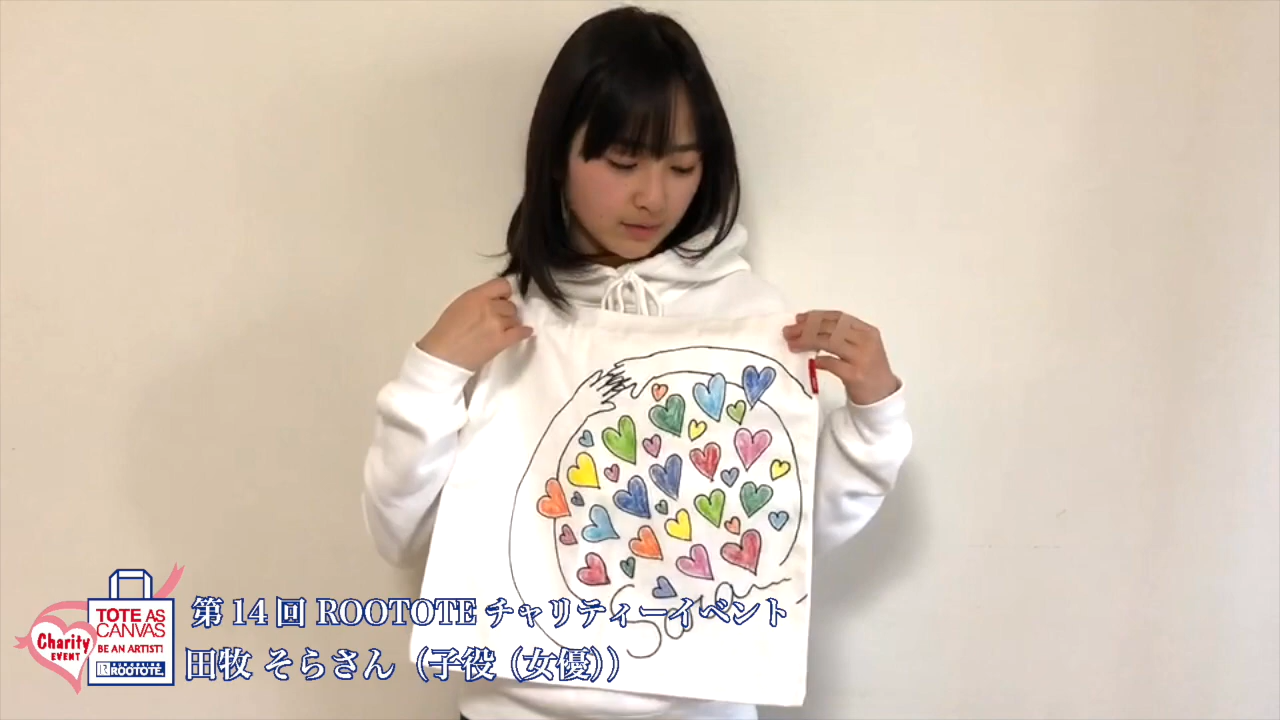 第14回 ROOTOTE チャリティーイベント
田牧 そらさん（子役（女優））
Charity
EVENT
TOTE AS
CANVAS
BE AN ARTIST!
ROOTOTE